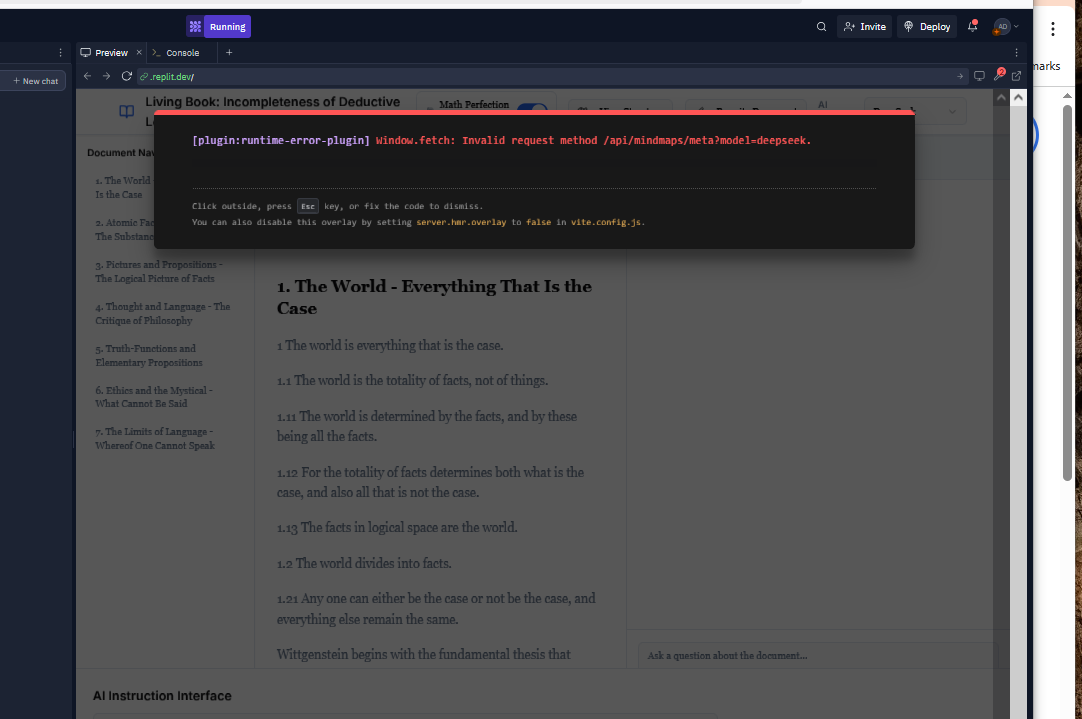 Running
Invite
Deploy
AD
marks
Preview
Console
New chat
.replit.dev/
2
Living Book: Incompleteness of Deductive
Math Perfection
AI
[plugin:runtime-error-plugin] Window.fetch: Invalid request method /api/mindmaps/meta?model=deepseek.
Click outside, press Esc key, or fix the code to dismiss.
You can also disable this overlay by setting server.hmr.overlay to false in vite.config.js.
Document Nav
1. The World
Is the Case
2. Atomic Fac
The Substanc
3. Pictures and Propositions -
The Logical Picture of Facts
4. Thought and Language - The
Critique of Philosophy
5. Truth-Functions and
Elementary Propositions
6. Ethics and the Mystical -
What Cannot Be Said
7. The Limits of Language -
Whereof One Cannot Speak
1. The World - Everything That Is the
Case
1 The world is everything that is the case.
1.1 The world is the totality of facts, not of things.
1.11 The world is determined by the facts, and by these
being all the facts.
1.12 For the totality of facts determines both what is the
case, and also all that is not the case.
1.13 The facts in logical space are the world.
1.2 The world divides into facts.
1.21 Any one can either be the case or not be the case, and
everything else remain the same.
Wittgenstein begins with the fundamental thesis that
Ask a question about the document...
AI Instruction Interface